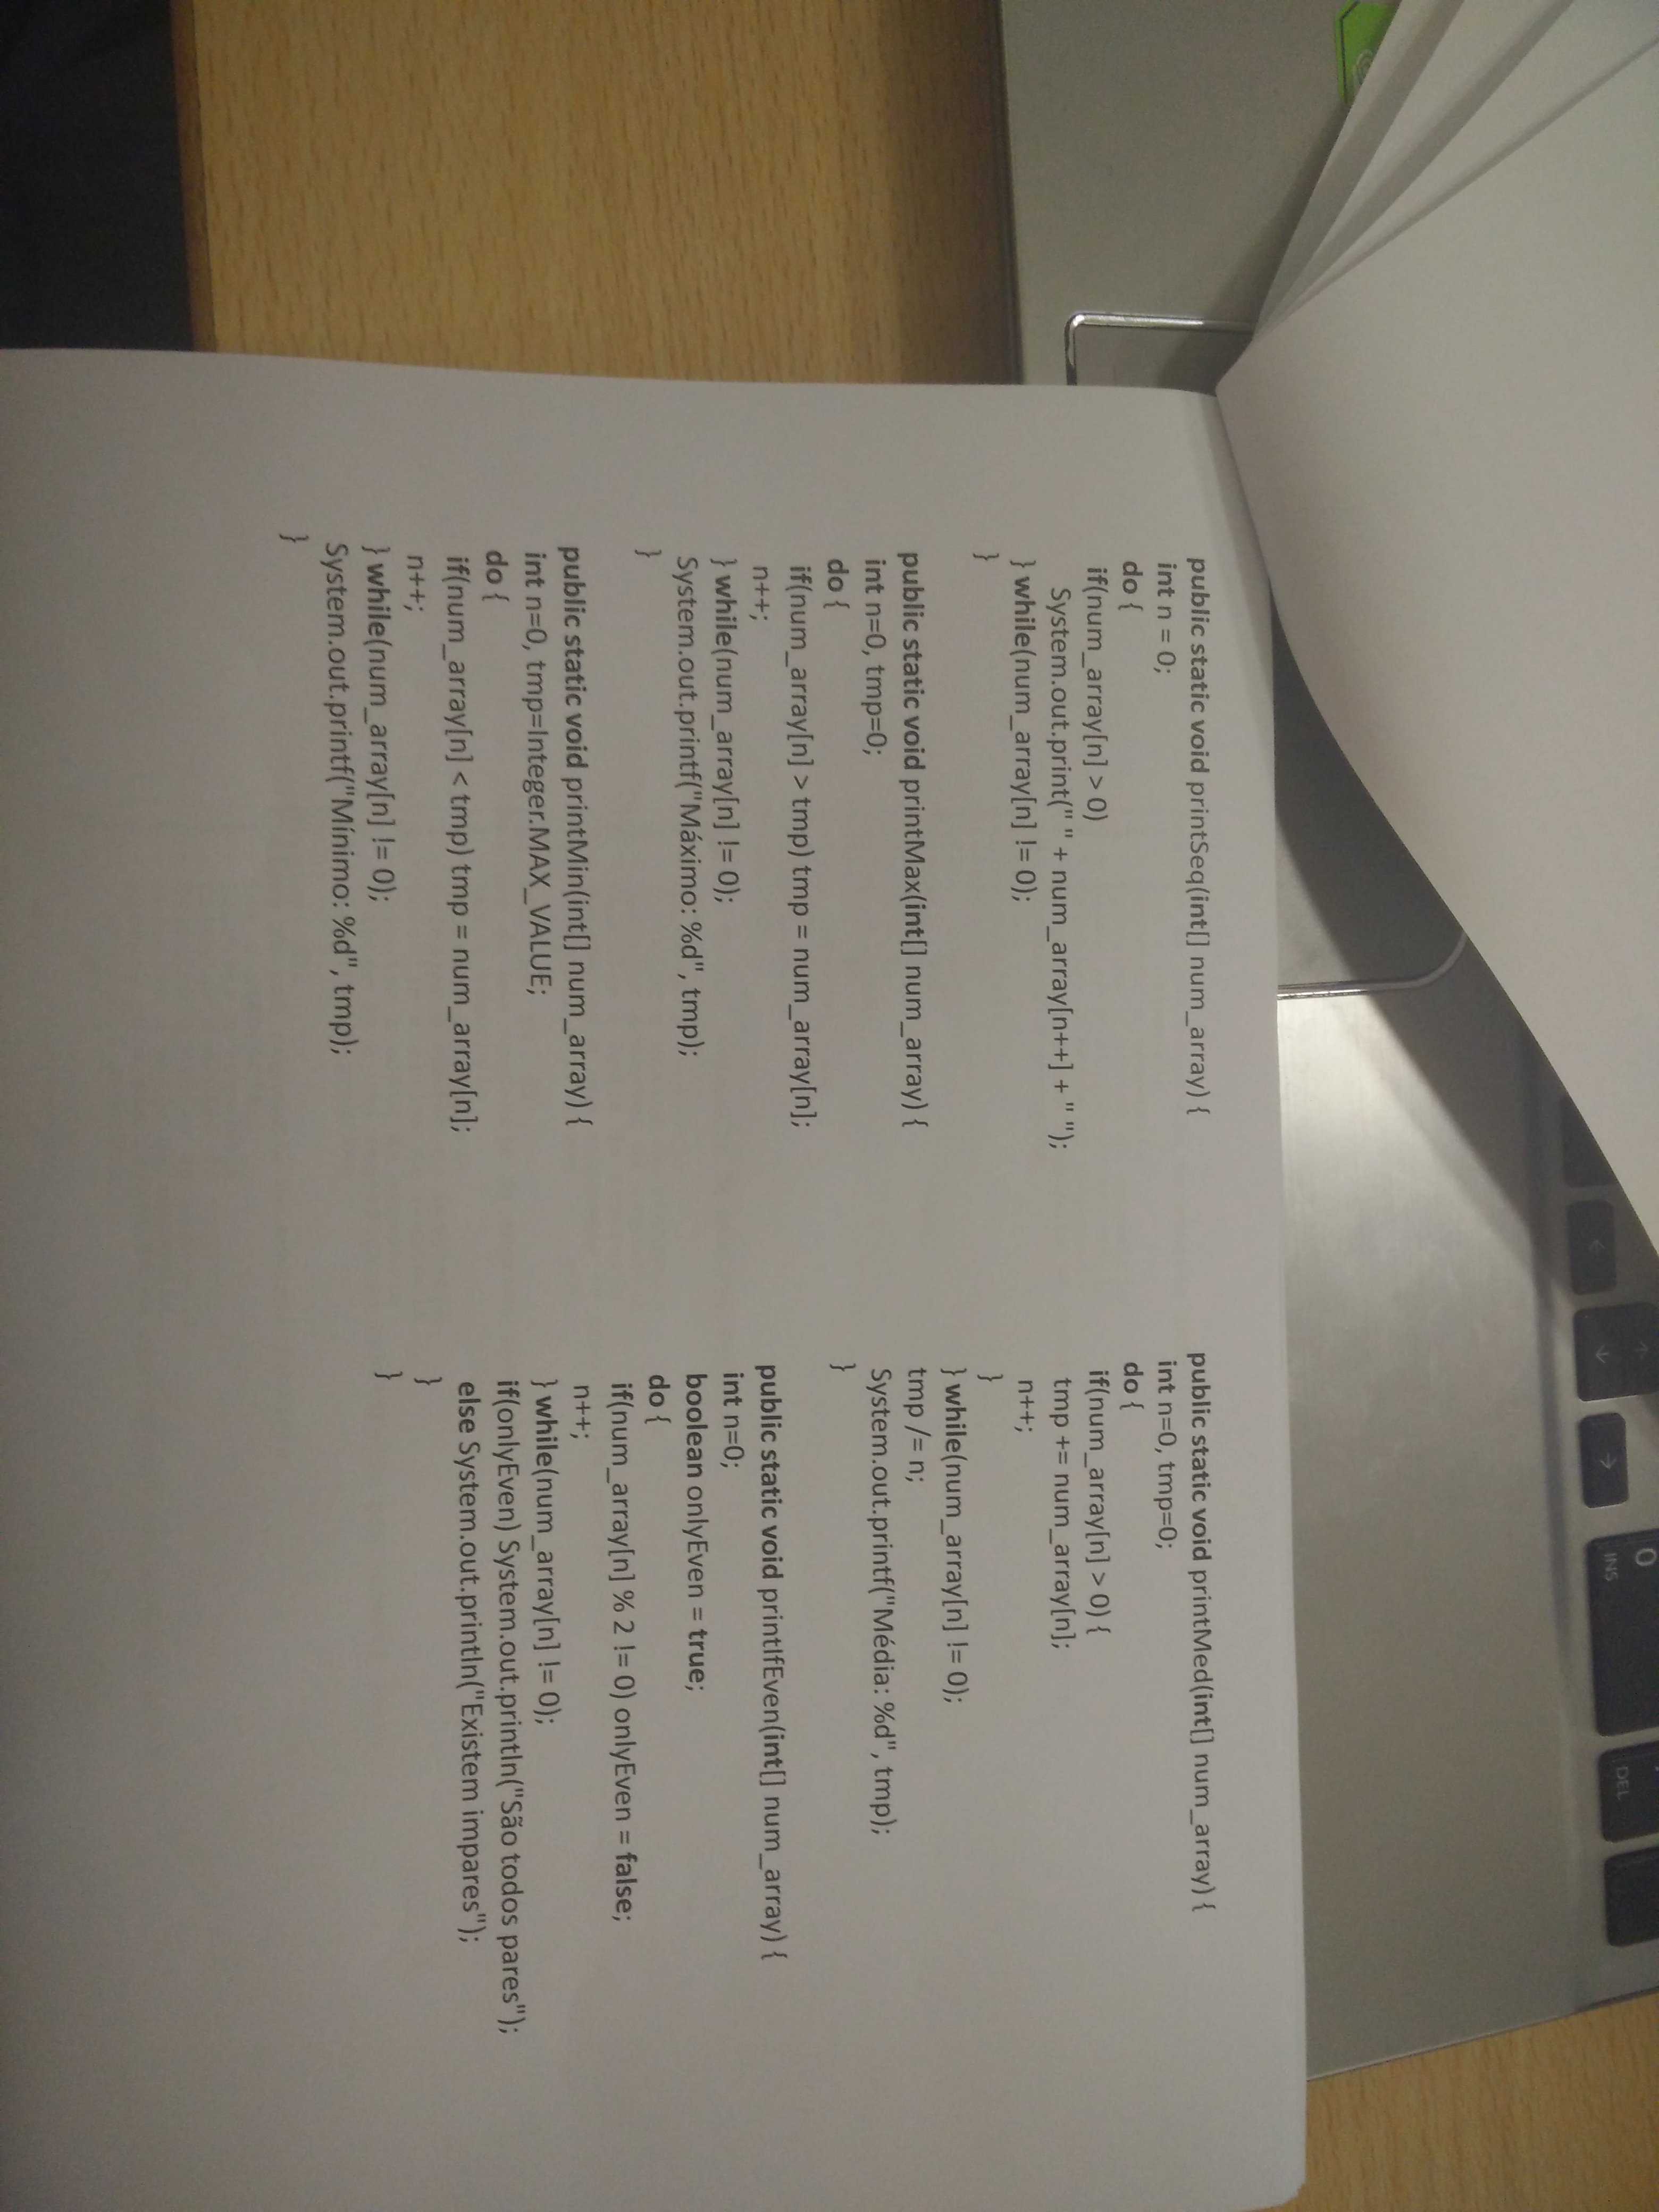 public static void printSeq(int[] num_array) {
int n = 0;
do {
if(num_array[n] > 0)
System.out.print(" " + num_array[n++] + " ");
} while(num_array[n] != 0);
}
public static void printMax(int[] num_array) {
int n=0, tmp=0;
do {
if(num_array[n] > tmp) tmp = num_array[n];
n++;
} while(num_array[n] != 0);
System.out.printf("Máximo: %d", tmp);
}
public static void printMin(int[] num_array) {
int n=0, tmp=Integer.MAX_VALUE;
do {
if(num_array[n] < tmp) tmp = num_array[n];
n++;
} while(num_array[n] != 0);
System.out.printf("Mínimo: %d", tmp);
}
public static void printMed(int[] num_array) {
int n=0, tmp=0;
do {
if(num_array[n] > 0) {
tmp += num_array[n];
n++;
}
} while(num_array[n] != 0);
tmp /= n;
System.out.printf("Média: %d", tmp);
}
public static void printIfEven(int[] num_array) {
int n=0;
boolean onlyEven = true;
do {
if(num_array[n] % 2 != 0) onlyEven = false;
n++;
} while(num_array[n] != 0);
if(onlyEven) System.out.println("São todos pares");
else System.out.println("Existem impares");
}
}
0
INS
DEL